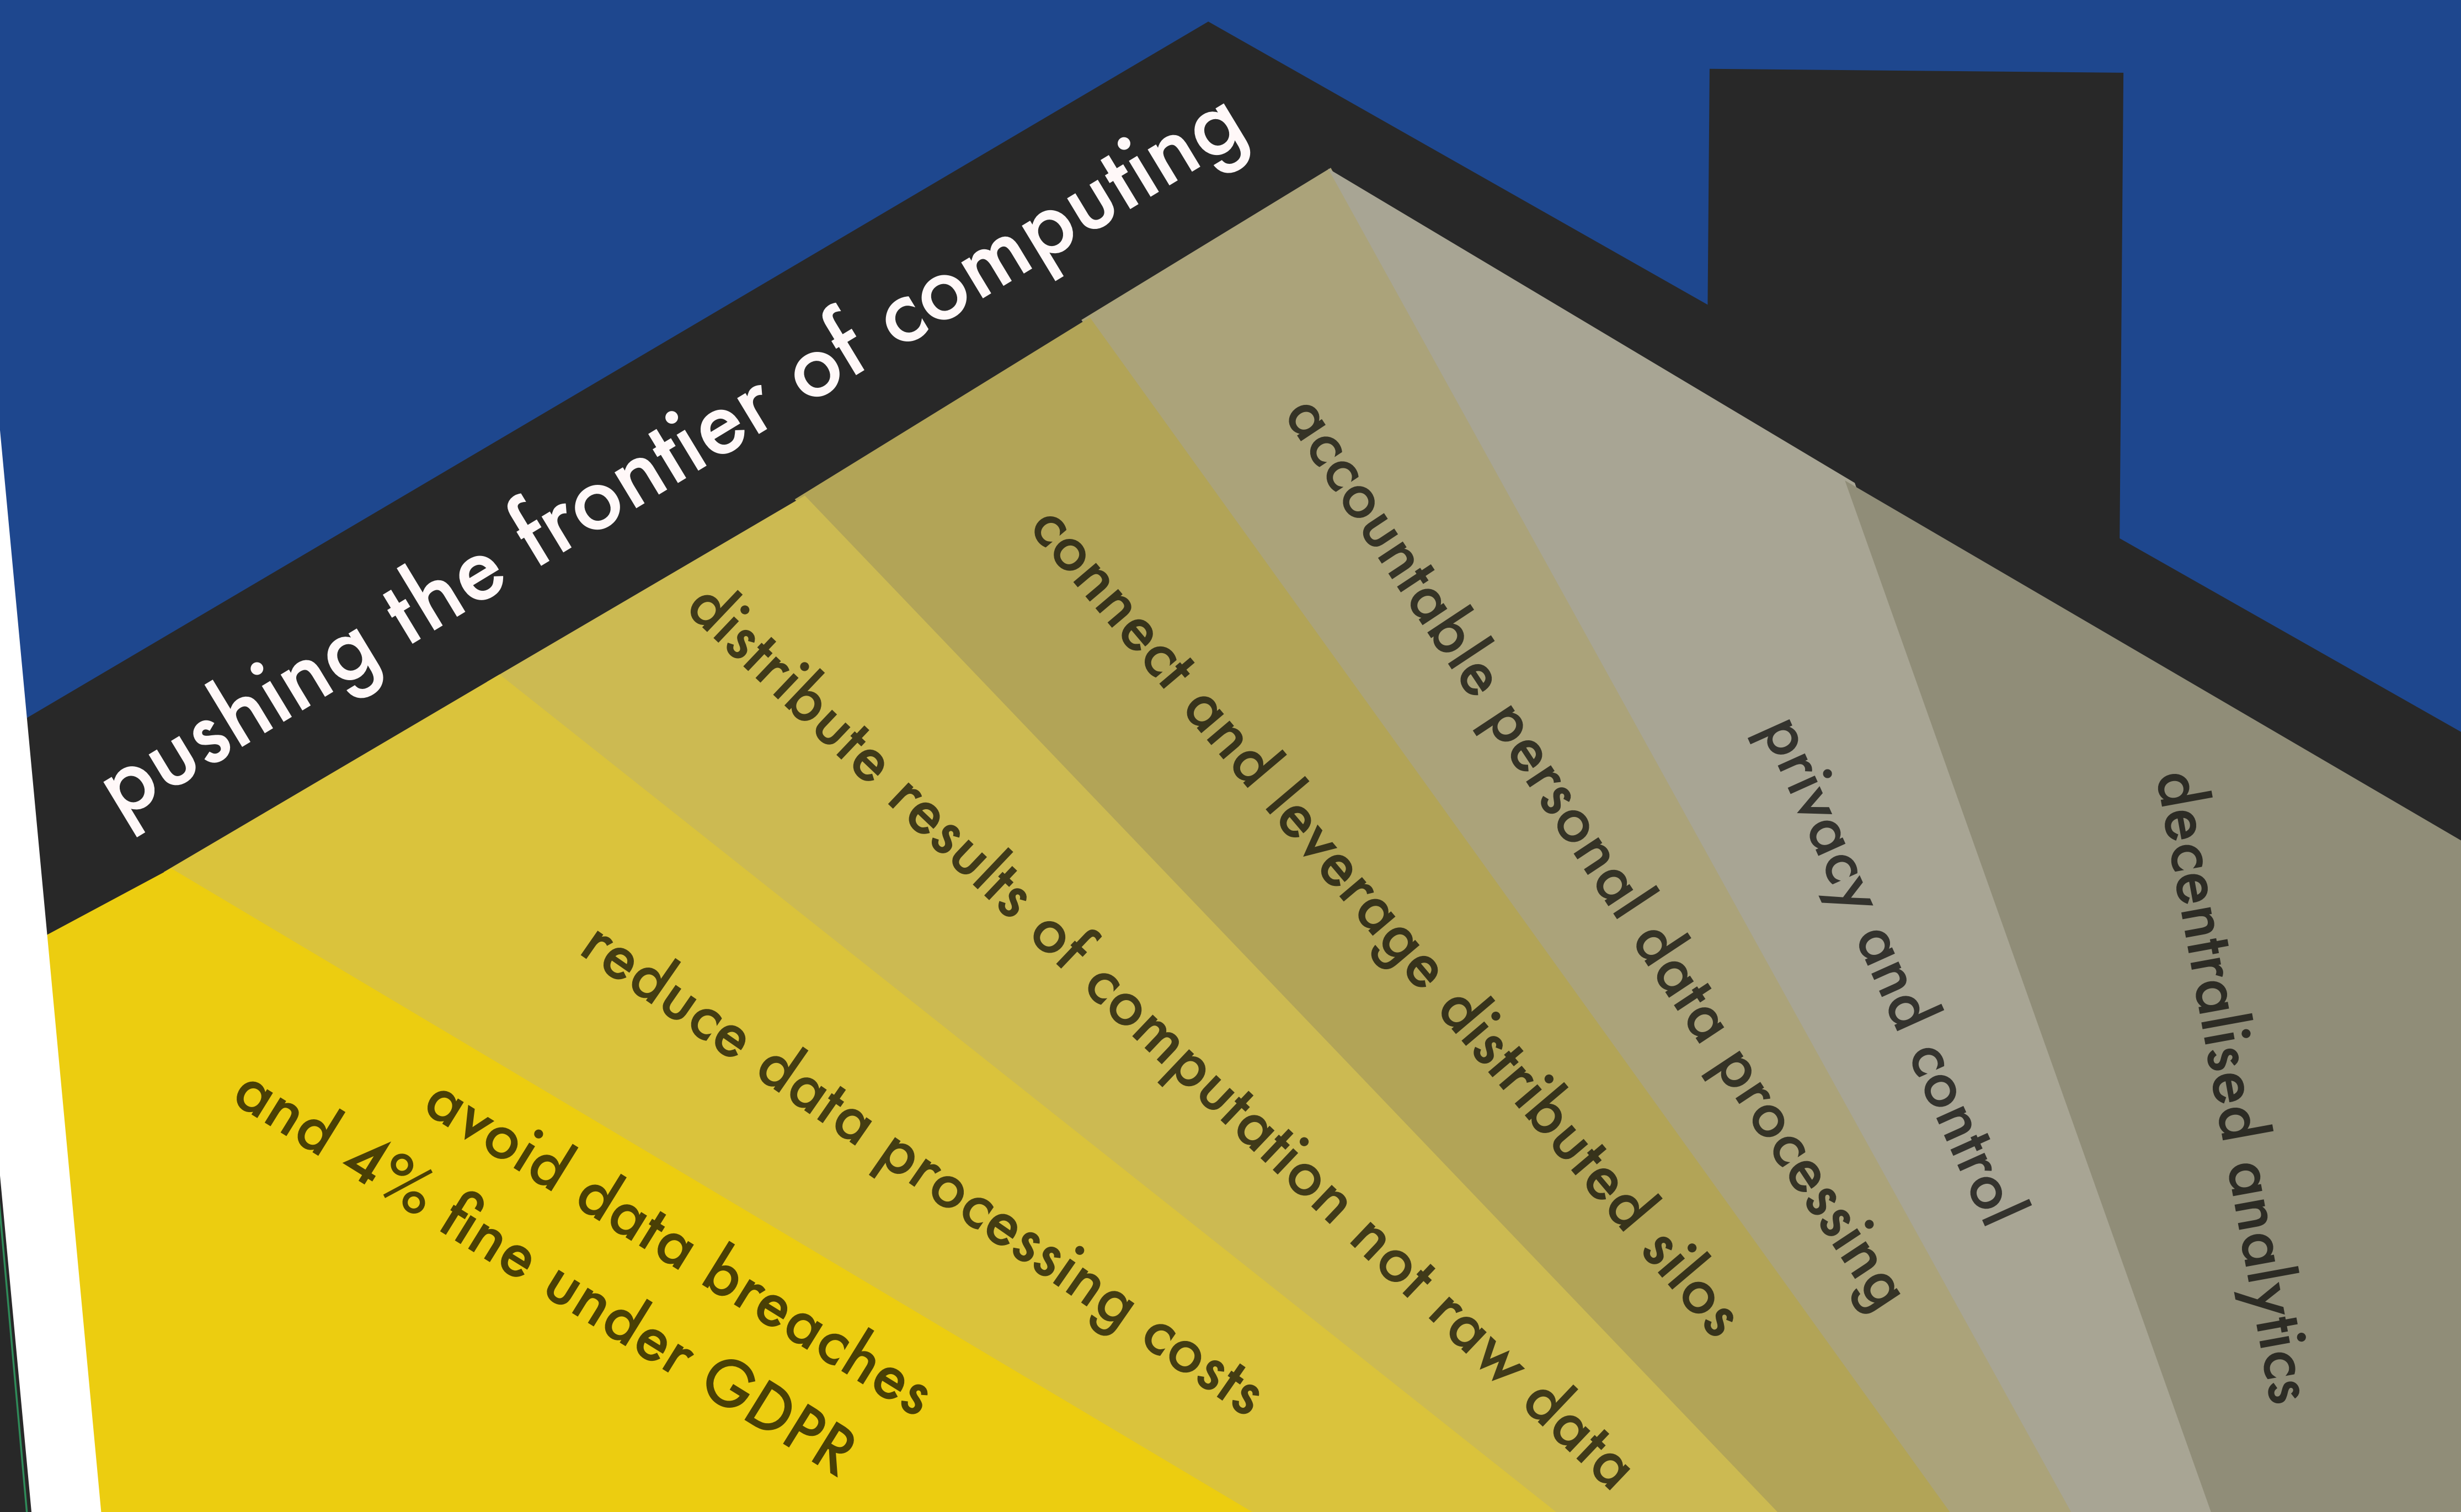 pushing the frontier of computing
avoid data breaches
and 4% fine under GDPR
reduce data processing costs
distribute results of computation not raw data
connect and leverage distributed silos
accountable personal data processing
privacy and control
decentralised analytics